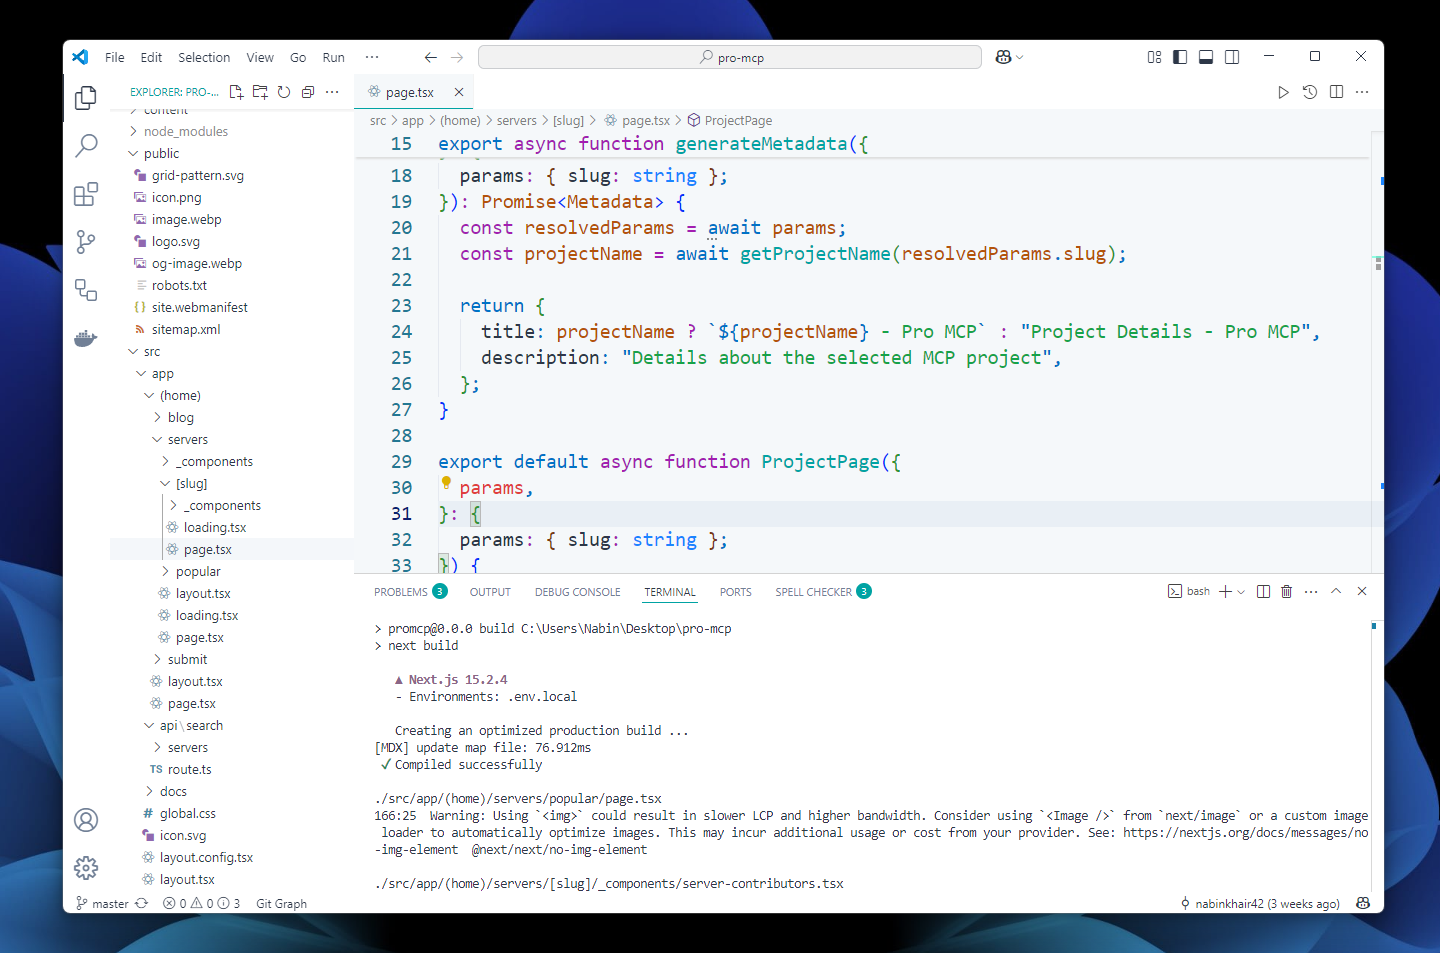 File Edit Selection View Go Run ··· pro-mcp
EXPLORER: PRO-... ···
content
node_modules
public
grid-pattern.svg
icon.png
image.webp
logo.svg
og-image.webp
robots.txt
{} site.webmanifest
sitemap.xml
src
app
(home)
blog
servers
_components
[slug]
_components
loading.tsx
page.tsx
popular
layout.tsx
loading.tsx
page.tsx
submit
layout.tsx
page.tsx
api\search
servers
TS route.ts
docs
# global.css
icon.svg
layout.config.tsx
layout.tsx
page.tsx
src > app > (home) > servers > [slug] > page.tsx > ProjectPage
15 export async function generateMetadata({
18 params: { slug: string };
19 }): Promise<Metadata> {
20 const resolvedParams = await params;
21 const projectName = await getProjectName(resolvedParams.slug);
22
23 return {
24 title: projectName ? `${projectName} - Pro MCP` : "Project Details - Pro MCP",
25 description: "Details about the selected MCP project",
26 };
27 }
28
29 export default async function ProjectPage({
30 params,
31 }: {
32 params: { slug: string };
33 }) {
PROBLEMS 3 OUTPUT DEBUG CONSOLE TERMINAL PORTS SPELL CHECKER 3 bash ···
> promcp@0.0.0 build C:\Users\Nabin\Desktop\pro-mcp
> next build
▲ Next.js 15.2.4
- Environments: .env.local
Creating an optimized production build ...
[MDX] update map file: 76.912ms
✓ Compiled successfully
./src/app/(home)/servers/popular/page.tsx
166:25 Warning: Using `<img>` could result in slower LCP and higher bandwidth. Consider using `<Image />` from `next/image` or a custom image
loader to automatically optimize images. This may incur additional usage or cost from your provider. See: https://nextjs.org/docs/messages/no
-img-element @next/next/no-img-element
./src/app/(home)/servers/[slug]/_components/server-contributors.tsx
master 0 0 3 Git Graph nabinkhair42 (3 weeks ago)